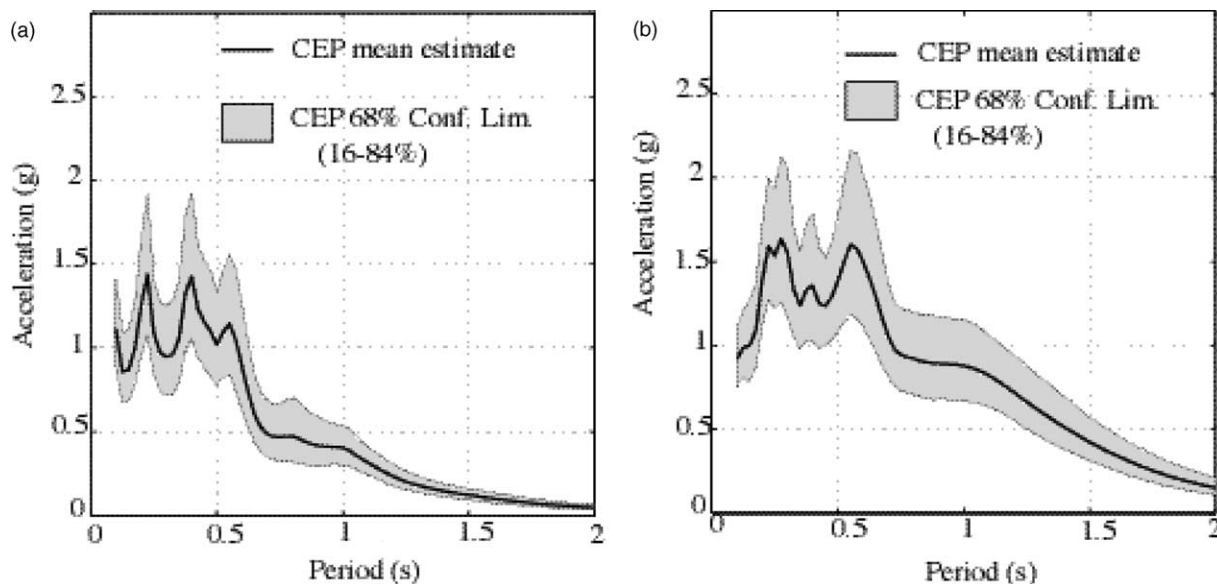 (a)
CEP mean estimate
CEP 68% Conf. Lim.
(16-84%)
Acceleration (g)
2.5
2
1.5
1
0.5
0
0 0.5 1 1.5 2
Period (s)
(b)
CEP mean estimate
CEP 68% Conf. Lim.
(16-84%)
Acceleration (g)
2.5
2
1.5
1
0.5
0
0 0.5 1 1.5 2
Period (s)